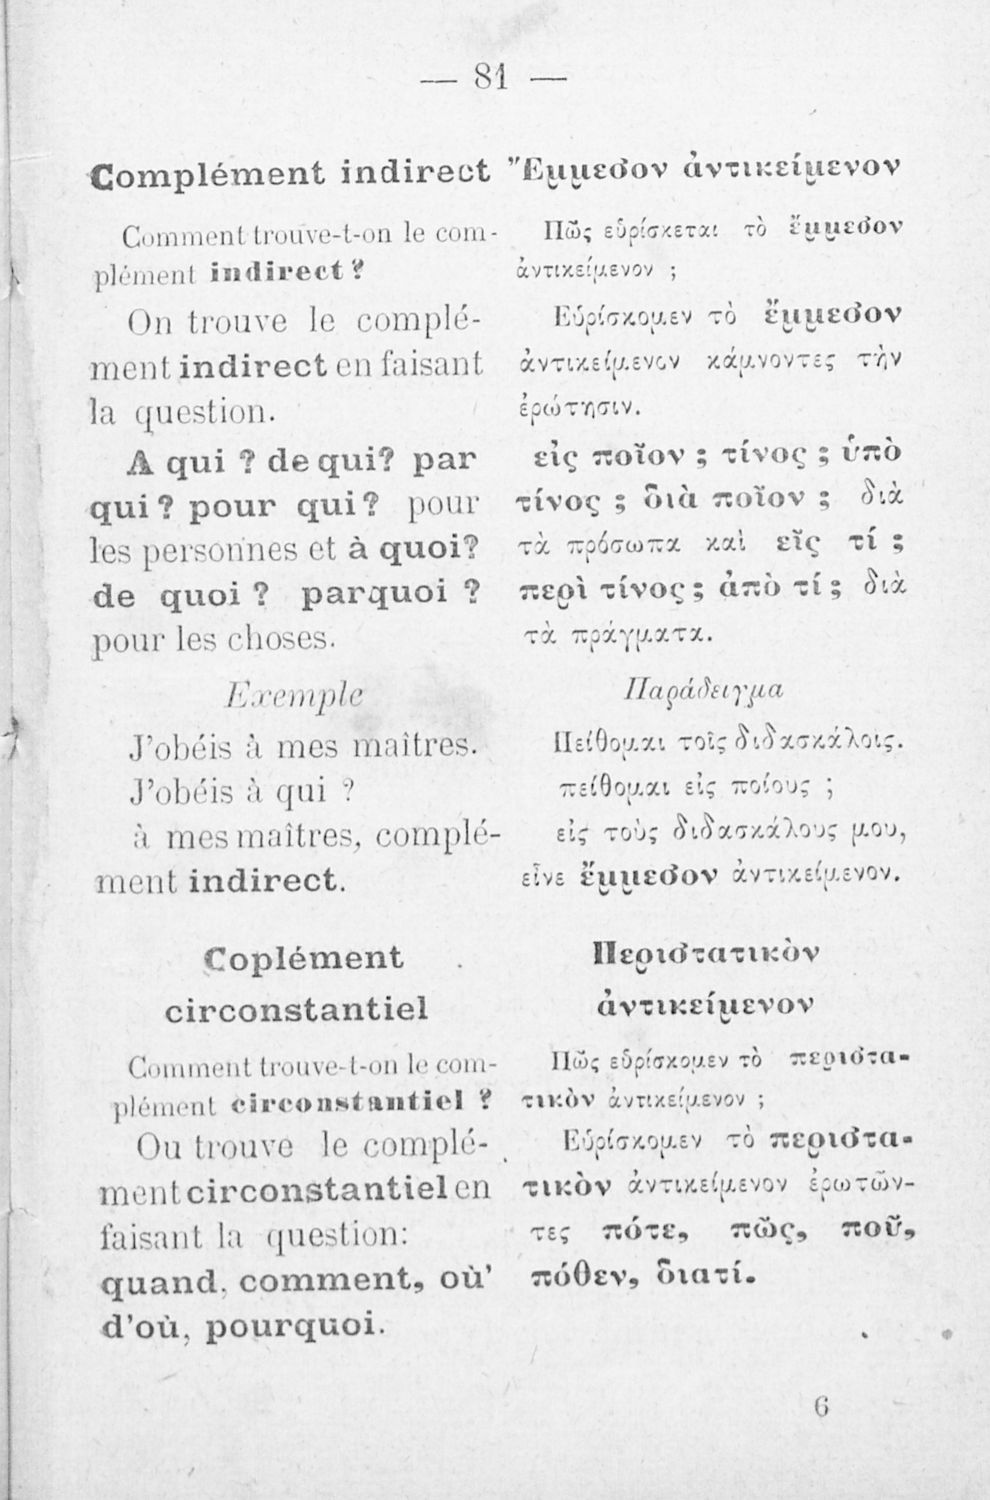 — 81 —
Complément indirect
Comment trouve-t-on le com-
plément indirect ?
On trouve le complé-
ment indirect en faisant
la question.
A qui ? de qui? par
qui ? pour qui? pour
les personnes et à quoi?
de quoi ? parquoi ?
pour les choses.
Exemple
J'obéis à mes maîtres.
J'obéis à qui ?
à mes maîtres, complé-
ment indirect.
Coplément
circonstantiel
Comment trouve-t-on le com-
plément circonstantiel ?
Ou trouve le complé-
ment circonstantiel en
faisant la question:
quand, comment, où'
d'où, pourquoi.
Ἔμμεσον ἀντικείμενον
Πῶς εὑρίσκεται τὸ ἔμμεσον
ἀντικείμενον ;
Εὑρίσκομεν τὸ ἔμμεσον
ἀντικείμενον κάμνοντες τὴν
ἐρώτησιν.
εἰς ποῖον ; τίνος ; ὑπὸ
τίνος ; διὰ ποῖον ; διὰ
τὰ πρόσωπα καὶ εἲς τί ;
περὶ τίνος ; ἀπὸ τί ; διὰ
τὰ πράγματα.
Παράδειγμα
Πείθομαι τοῖς διδασκάλοις.
πείθομαι εἰς ποίους ;
εἰς τοὺς διδασκάλους μου,
εἶνε ἔμμεσον ἀντικείμενον.
Περιστατικὸν
ἀντικείμενον
Πῶς εὑρίσκομεν τὸ περιστα-
τικὸν ἀντικείμενον ;
Εὑρίσκομεν τὸ περιστα-
τικὸν ἀντικείμενον ἐρωτῶν-
τες πότε, πῶς, ποῦ,
πόθεν, διατί.
6